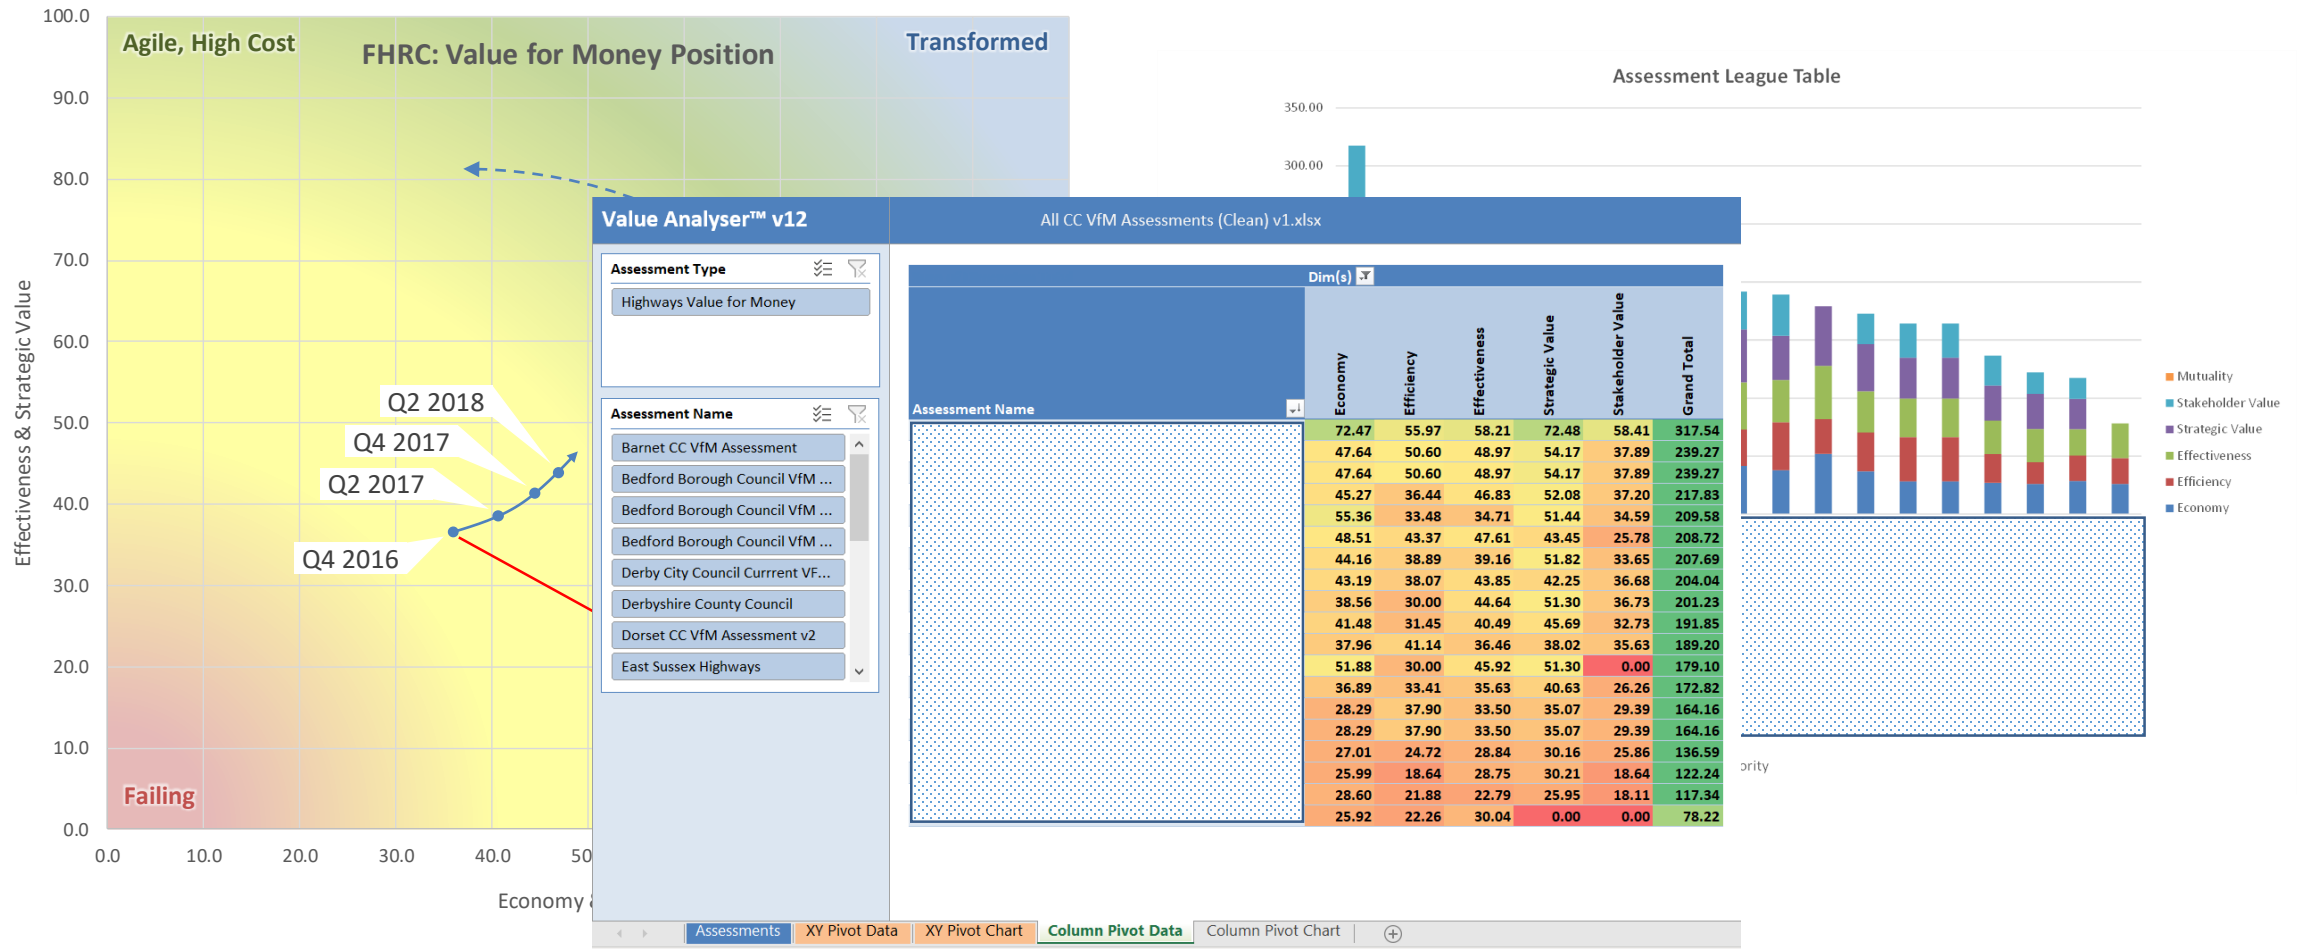 100.0
Agile, High Cost
FHRC: Value for Money Position
Transformed
90.0
80.0
70.0
60.0
50.0
40.0
30.0
20.0
10.0
0.0
Effectiveness & Strategic Value
Q2 2018
Q4 2017
Q2 2017
Q4 2016
Failing
0.0 10.0 20.0 30.0 40.0 50
Economy &
Value Analyser™ v12
All CC VfM Assessments (Clean) v1.xlsx
Assessment Type
Highways Value for Money
Assessment Name
Barnet CC VfM Assessment
Bedford Borough Council VfM ...
Bedford Borough Council VfM ...
Bedford Borough Council VfM ...
Derby City Council Currrent VF...
Derbyshire County Council
Dorset CC VfM Assessment v2
East Sussex Highways
Dim(s)
Assessment Name Economy Efficiency Effectiveness Strategic Value Stakeholder Value Grand Total
72.47 55.97 58.21 72.48 58.41 317.54
47.64 50.60 48.97 54.17 37.89 239.27
47.64 50.60 48.97 54.17 37.89 239.27
45.27 36.44 46.83 52.08 37.20 217.83
55.36 33.48 34.71 51.44 34.59 209.58
48.51 43.37 47.61 43.45 25.78 208.72
44.16 38.89 39.16 51.82 33.65 207.69
43.19 38.07 43.85 42.25 36.68 204.04
38.56 30.00 44.64 51.30 36.73 201.23
41.48 31.45 40.49 45.69 32.73 191.85
37.96 41.14 36.46 38.02 35.63 189.20
51.88 30.00 45.92 51.30 0.00 179.10
36.89 33.41 35.63 40.63 26.26 172.82
28.29 37.90 33.50 35.07 29.39 164.16
28.29 37.90 33.50 35.07 29.39 164.16
27.01 24.72 28.84 30.16 25.86 136.59
25.99 18.64 28.75 30.21 18.64 122.24
28.60 21.88 22.79 25.95 18.11 117.34
25.92 22.26 30.04 0.00 0.00 78.22
Assessments XY Pivot Data XY Pivot Chart Column Pivot Data Column Pivot Chart
Assessment League Table
350.00
300.00
Mutuality
Stakeholder Value
Strategic Value
Effectiveness
Efficiency
Economy
ority